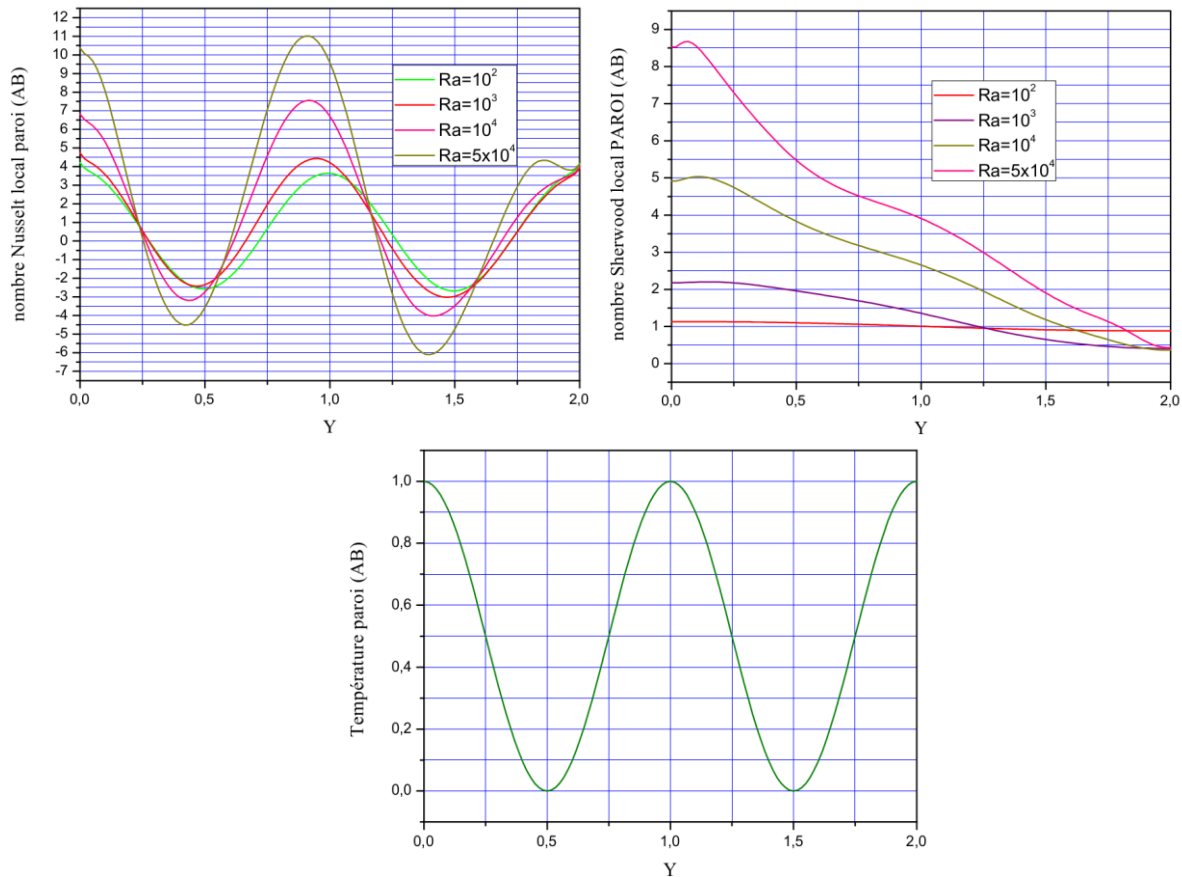 nombre Nusselt local paroi (AB)
12
11
10
9
8
7
6
5
4
3
2
1
0
-1
-2
-3
-4
-5
-6
-7
0,0 0,5 1,0 1,5 2,0
Y
Ra=10²
Ra=10³
Ra=10⁴
Ra=5x10⁴
nombre Sherwood local PAROI (AB)
9
8
7
6
5
4
3
2
1
0
0,0 0,5 1,0 1,5 2,0
Y
Ra=10²
Ra=10³
Ra=10⁴
Ra=5x10⁴
Température paroi (AB)
1,0
0,8
0,6
0,4
0,2
0,0
0,0 0,5 1,0 1,5 2,0
Y